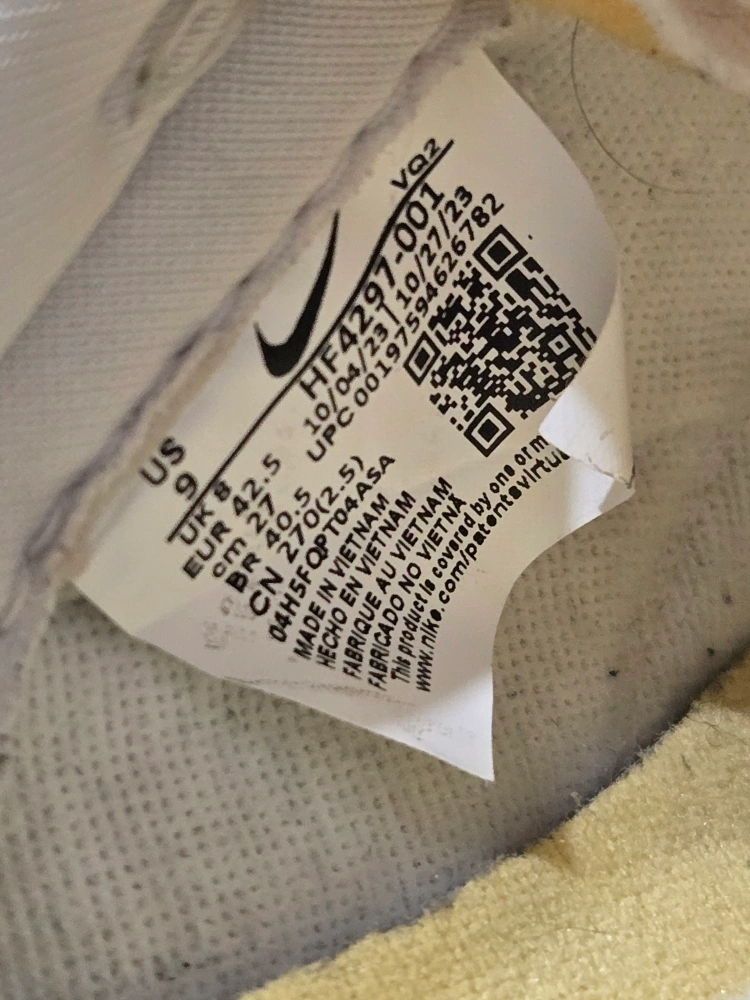 VQ2
HF4297-001
10/04/23 | 10/27/23
UPC 00197594626782
US
9
UK 8
EUR 42.5
cm 27
BR 40.5
CN 270(2.5)
04H5FQPT04ASA
MADE IN VIETNAM
HECHO EN VIETNAM
FABRIQUE AU VIETNAM
FABRICADO NO VIETNÃ
This product is covered by one or m
www.nike.com/patentsvirtu